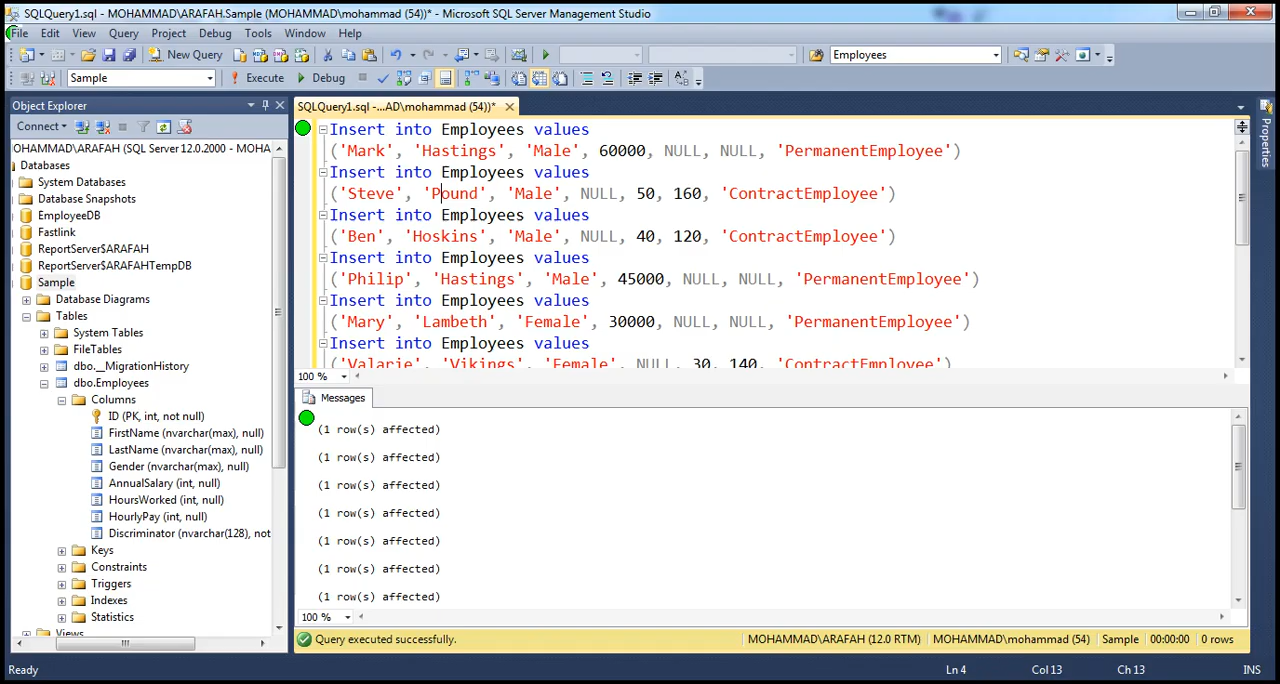 SQLQuery1.sql - MOHAMMAD\ARAFAH.Sample (MOHAMMAD\mohammad (54))* - Microsoft SQL Server Management Studio
File Edit View Query Project Debug Tools Window Help
New Query Employees
Sample Execute Debug
Object Explorer
Connect
OHAMMAD\ARAFAH (SQL Server 12.0.2000 - MOHA
Databases
System Databases
Database Snapshots
EmployeeDB
Fastlink
ReportServer$ARAFAH
ReportServer$ARAFAHTempDB
Sample
Database Diagrams
Tables
System Tables
FileTables
dbo.__MigrationHistory
dbo.Employees
Columns
ID (PK, int, not null)
FirstName (nvarchar(max), null)
LastName (nvarchar(max), null)
Gender (nvarchar(max), null)
AnnualSalary (int, null)
HoursWorked (int, null)
HourlyPay (int, null)
Discriminator (nvarchar(128), not
Keys
Constraints
Triggers
Indexes
Statistics
Views
SQLQuery1.sql -...AD\mohammad (54))*
Insert into Employees values
('Mark', 'Hastings', 'Male', 60000, NULL, NULL, 'PermanentEmployee')
Insert into Employees values
('Steve', 'Pound', 'Male', NULL, 50, 160, 'ContractEmployee')
Insert into Employees values
('Ben', 'Hoskins', 'Male', NULL, 40, 120, 'ContractEmployee')
Insert into Employees values
('Philip', 'Hastings', 'Male', 45000, NULL, NULL, 'PermanentEmployee')
Insert into Employees values
('Mary', 'Lambeth', 'Female', 30000, NULL, NULL, 'PermanentEmployee')
Insert into Employees values
('Valarie', 'Vikings', 'Female', NULL, 30, 140, 'ContractEmployee')
100 %
Messages
(1 row(s) affected)
(1 row(s) affected)
(1 row(s) affected)
(1 row(s) affected)
(1 row(s) affected)
(1 row(s) affected)
(1 row(s) affected)
100 %
Query executed successfully. MOHAMMAD\ARAFAH (12.0 RTM) MOHAMMAD\mohammad (54) Sample 00:00:00 0 rows
Properties
Ready Ln 4 Col 13 Ch 13 INS